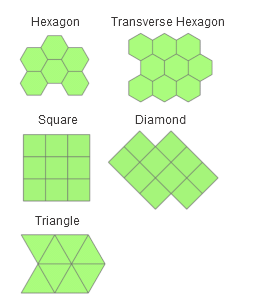 Hexagon
Transverse Hexagon
Square
Diamond
Triangle